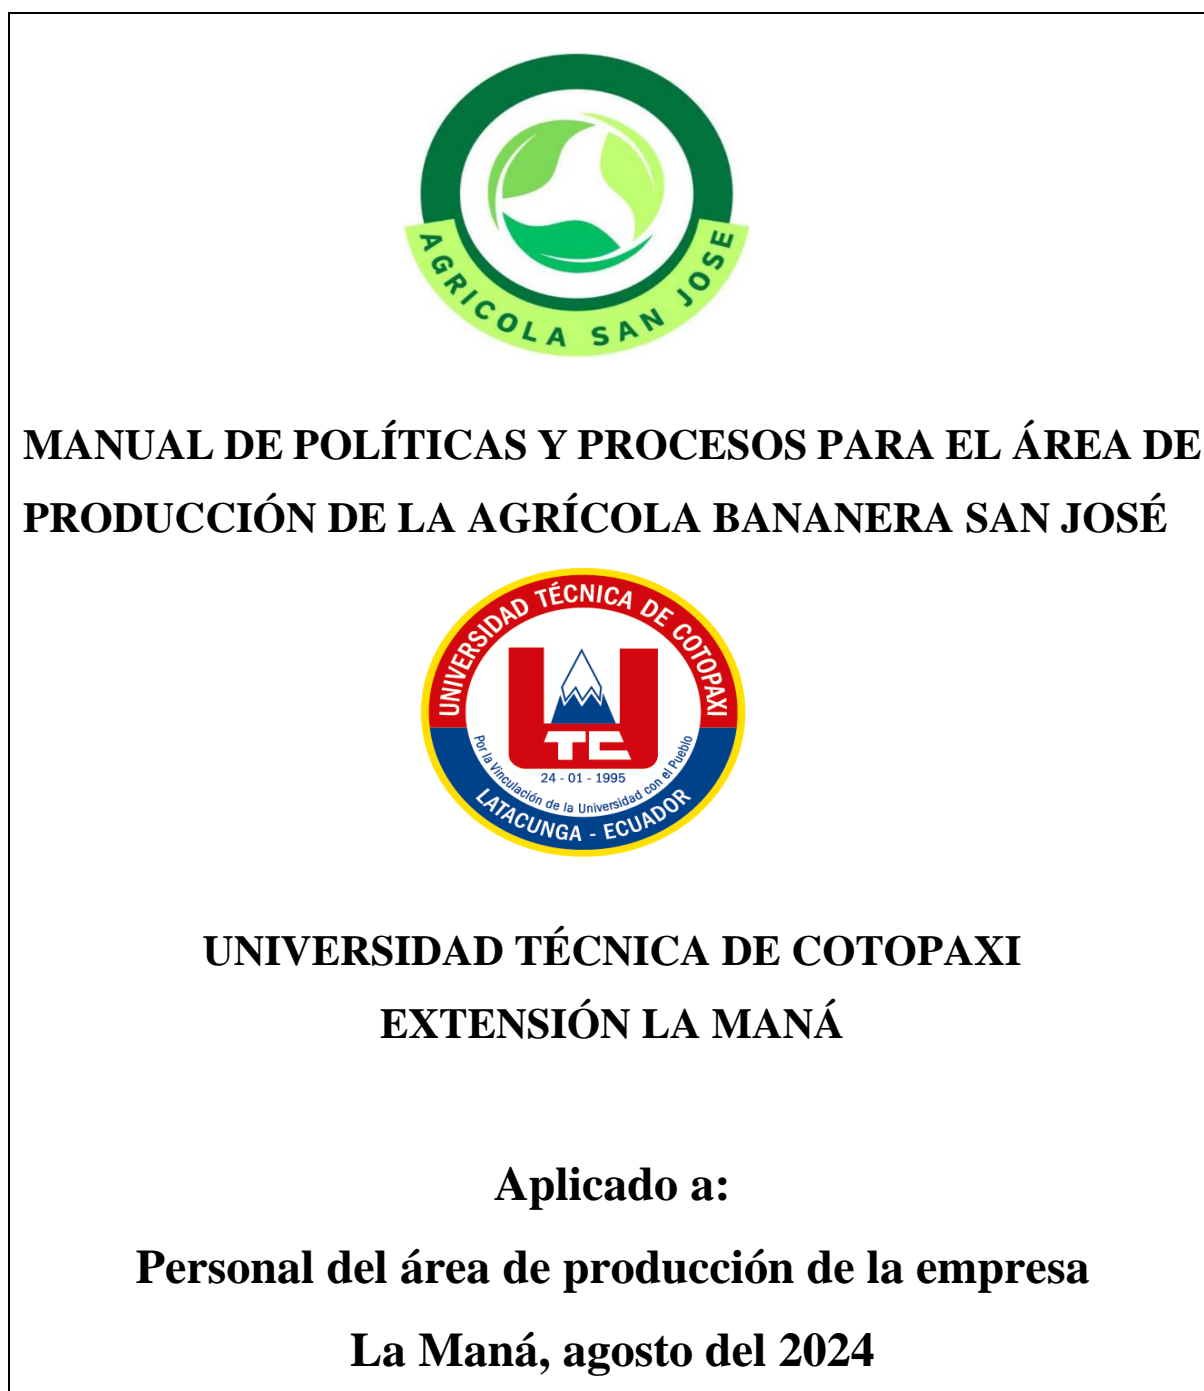 AGRICOLA SAN JOSE
MANUAL DE POLÍTICAS Y PROCESOS PARA EL ÁREA DE
PRODUCCIÓN DE LA AGRÍCOLA BANANERA SAN JOSÉ
UNIVERSIDAD TÉCNICA DE COTOPAXI
UTC
24 - 01 - 1995
Por la Vinculación de la Universidad con el Pueblo
LATACUNGA - ECUADOR
UNIVERSIDAD TÉCNICA DE COTOPAXI
EXTENSIÓN LA MANÁ
Aplicado a:
Personal del área de producción de la empresa
La Maná, agosto del 2024